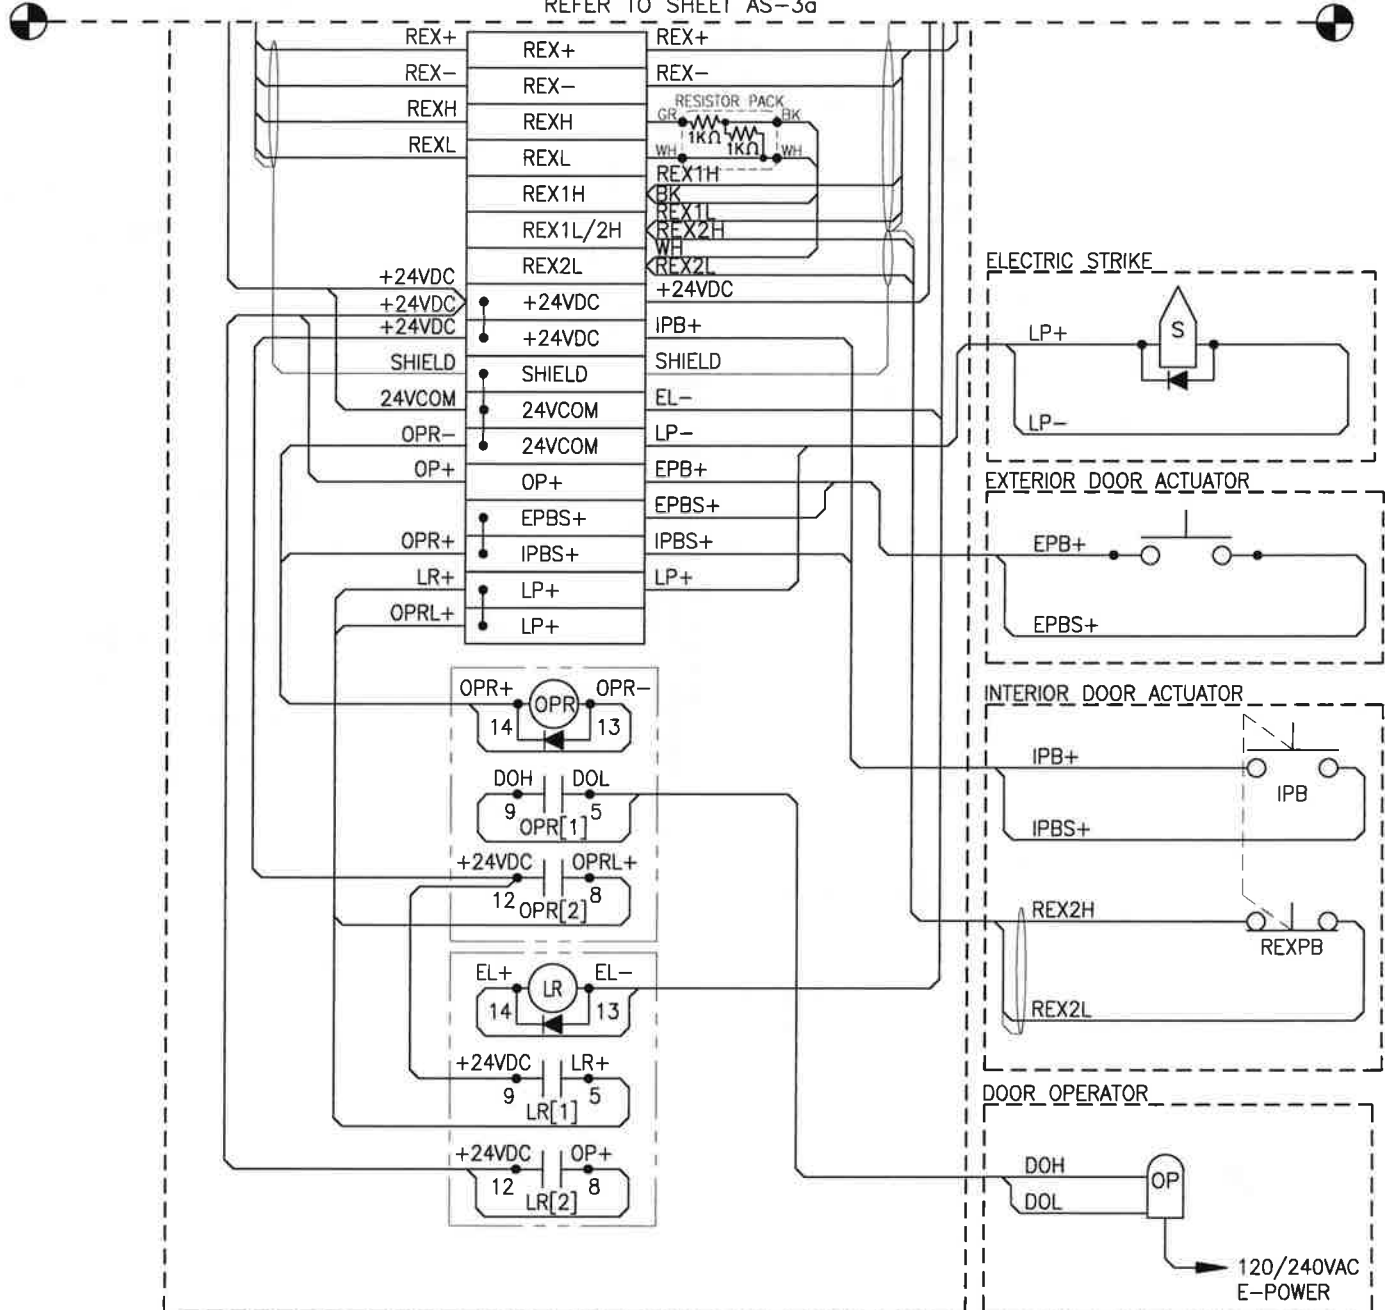 REFER TO SHEET AS-3a
REX+ REX+ REX+
REX- REX- REX-
RESISTOR PACK
REXH REXH GR BK
1KΩ 1KΩ
REXL REXL WH WH
REX1H
REX1H BK
REX1L
REX1L/2H REX2H
WH
REX2L REX2L
+24VDC
+24VDC +24VDC +24VDC
+24VDC +24VDC IPB+
SHIELD SHIELD SHIELD
24VCOM 24VCOM EL-
OPR- 24VCOM LP-
OP+ OP+ EPB+
EPBS+ EPBS+
OPR+ IPBS+ IPBS+
LR+ LP+ LP+
OPRL+ LP+
OPR+ OPR OPR-
14 13
DOH DOL
9 5
OPR[1]
+24VDC OPRL+
12 8
OPR[2]
EL+ LR EL-
14 13
+24VDC LR+
9 5
LR[1]
+24VDC OP+
12 8
LR[2]
ELECTRIC STRIKE
LP+ S
LP-
EXTERIOR DOOR ACTUATOR
EPB+
EPBS+
INTERIOR DOOR ACTUATOR
IPB+
IPB
IPBS+
REX2H
REXPB
REX2L
DOOR OPERATOR
DOH
OP
DOL
120/240VAC
E-POWER